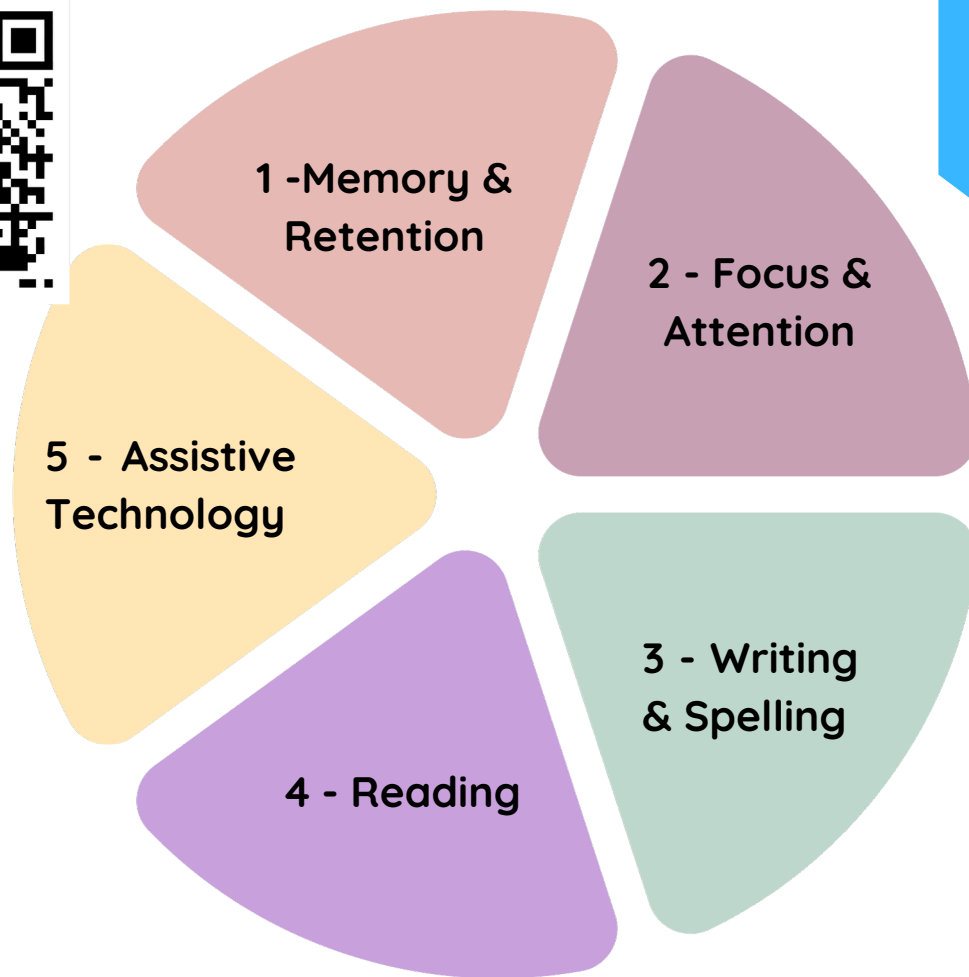 1 -Memory &
Retention
2 - Focus &
Attention
3 - Writing
& Spelling
4 - Reading
5 - Assistive
Technology